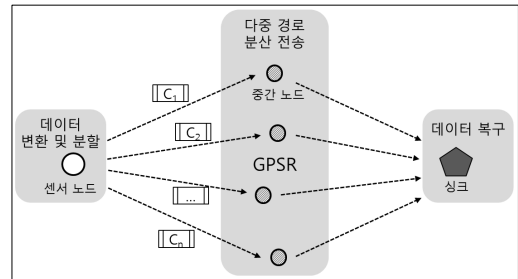 다중 경로
분산 전송
C1
중간 노드
데이터
변환 및 분할
C2
데이터 복구
GPSR
센서 노드
...
싱크
Cn